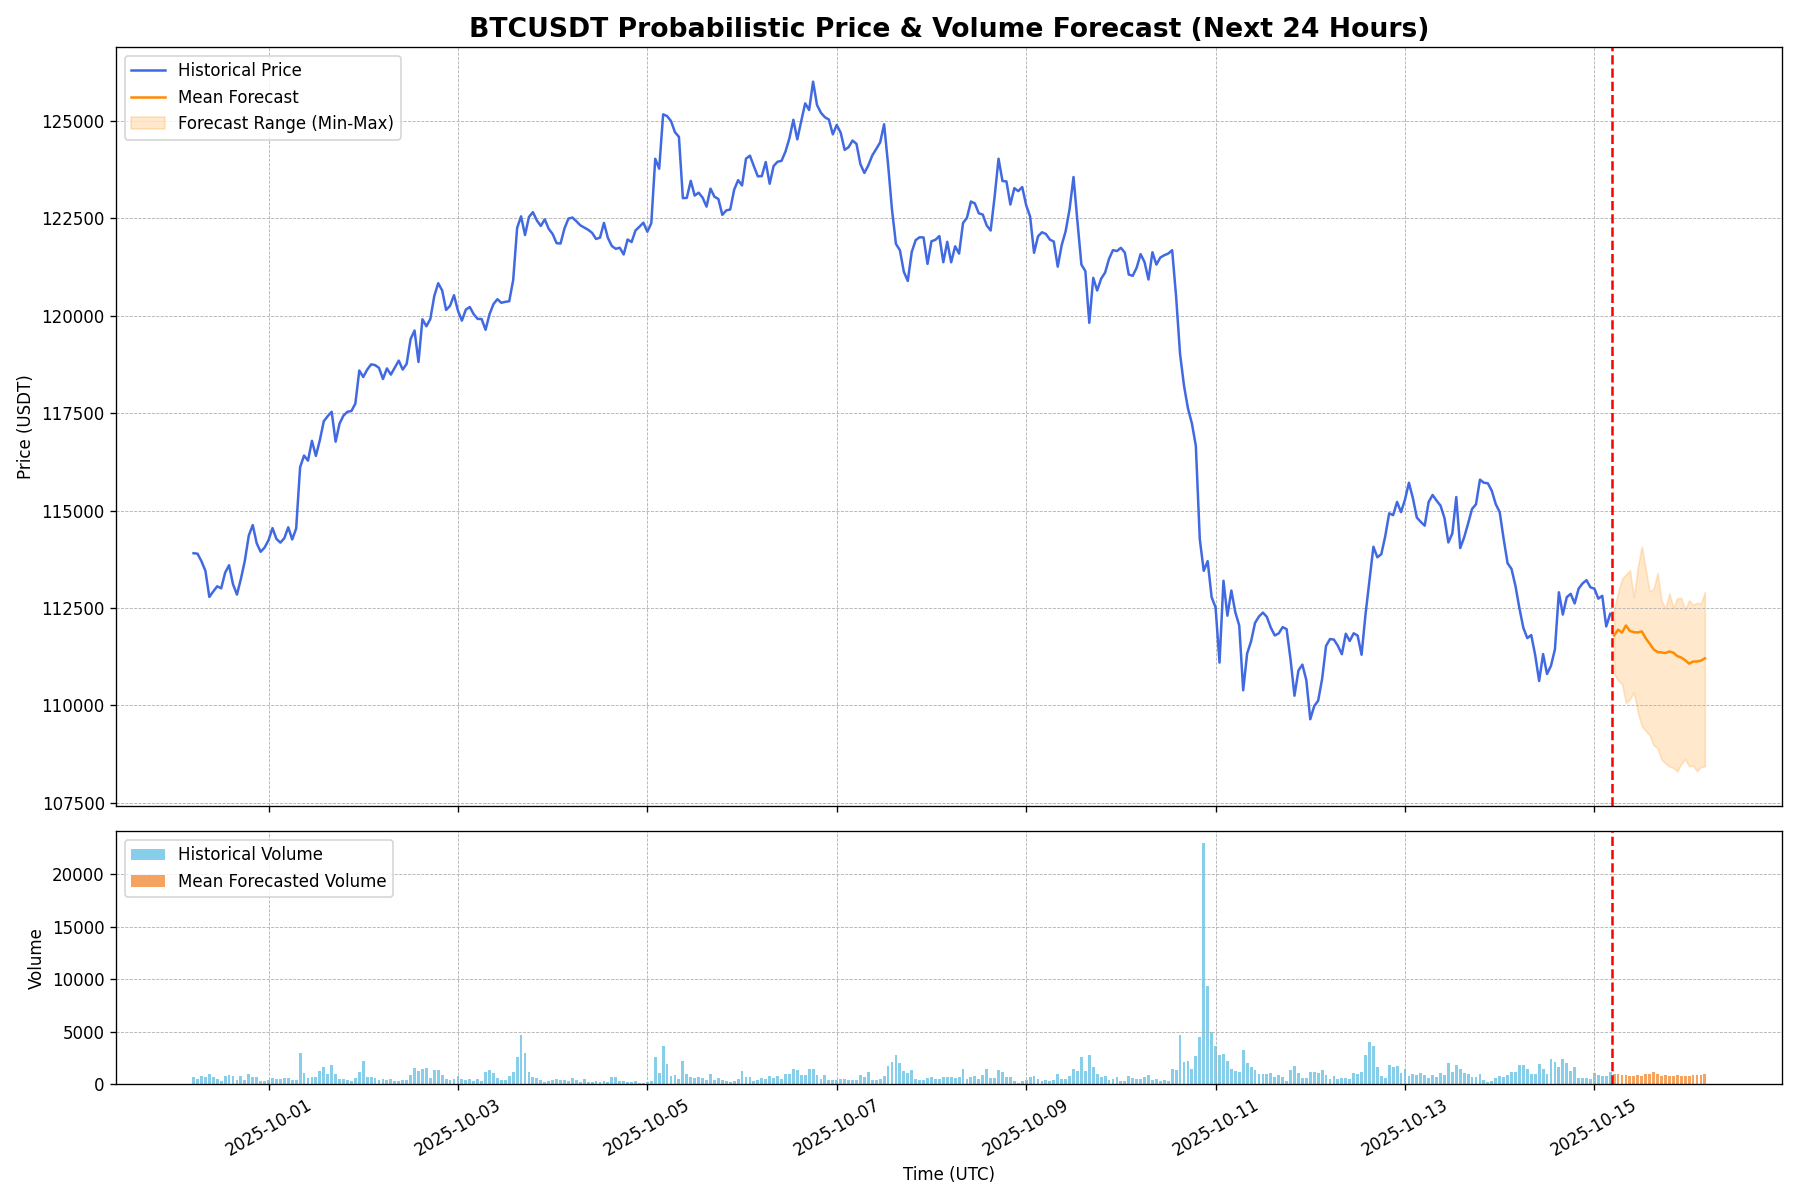 BTCUSDT Probabilistic Price & Volume Forecast (Next 24 Hours)
Historical Price
Mean Forecast
Forecast Range (Min-Max)
125000
122500
120000
117500
115000
112500
110000
107500
Price (USDT)
Historical Volume
Mean Forecasted Volume
20000
15000
10000
5000
0
Volume
2025-10-01
2025-10-03
2025-10-05
2025-10-07
2025-10-09
2025-10-11
2025-10-13
2025-10-15
Time (UTC)